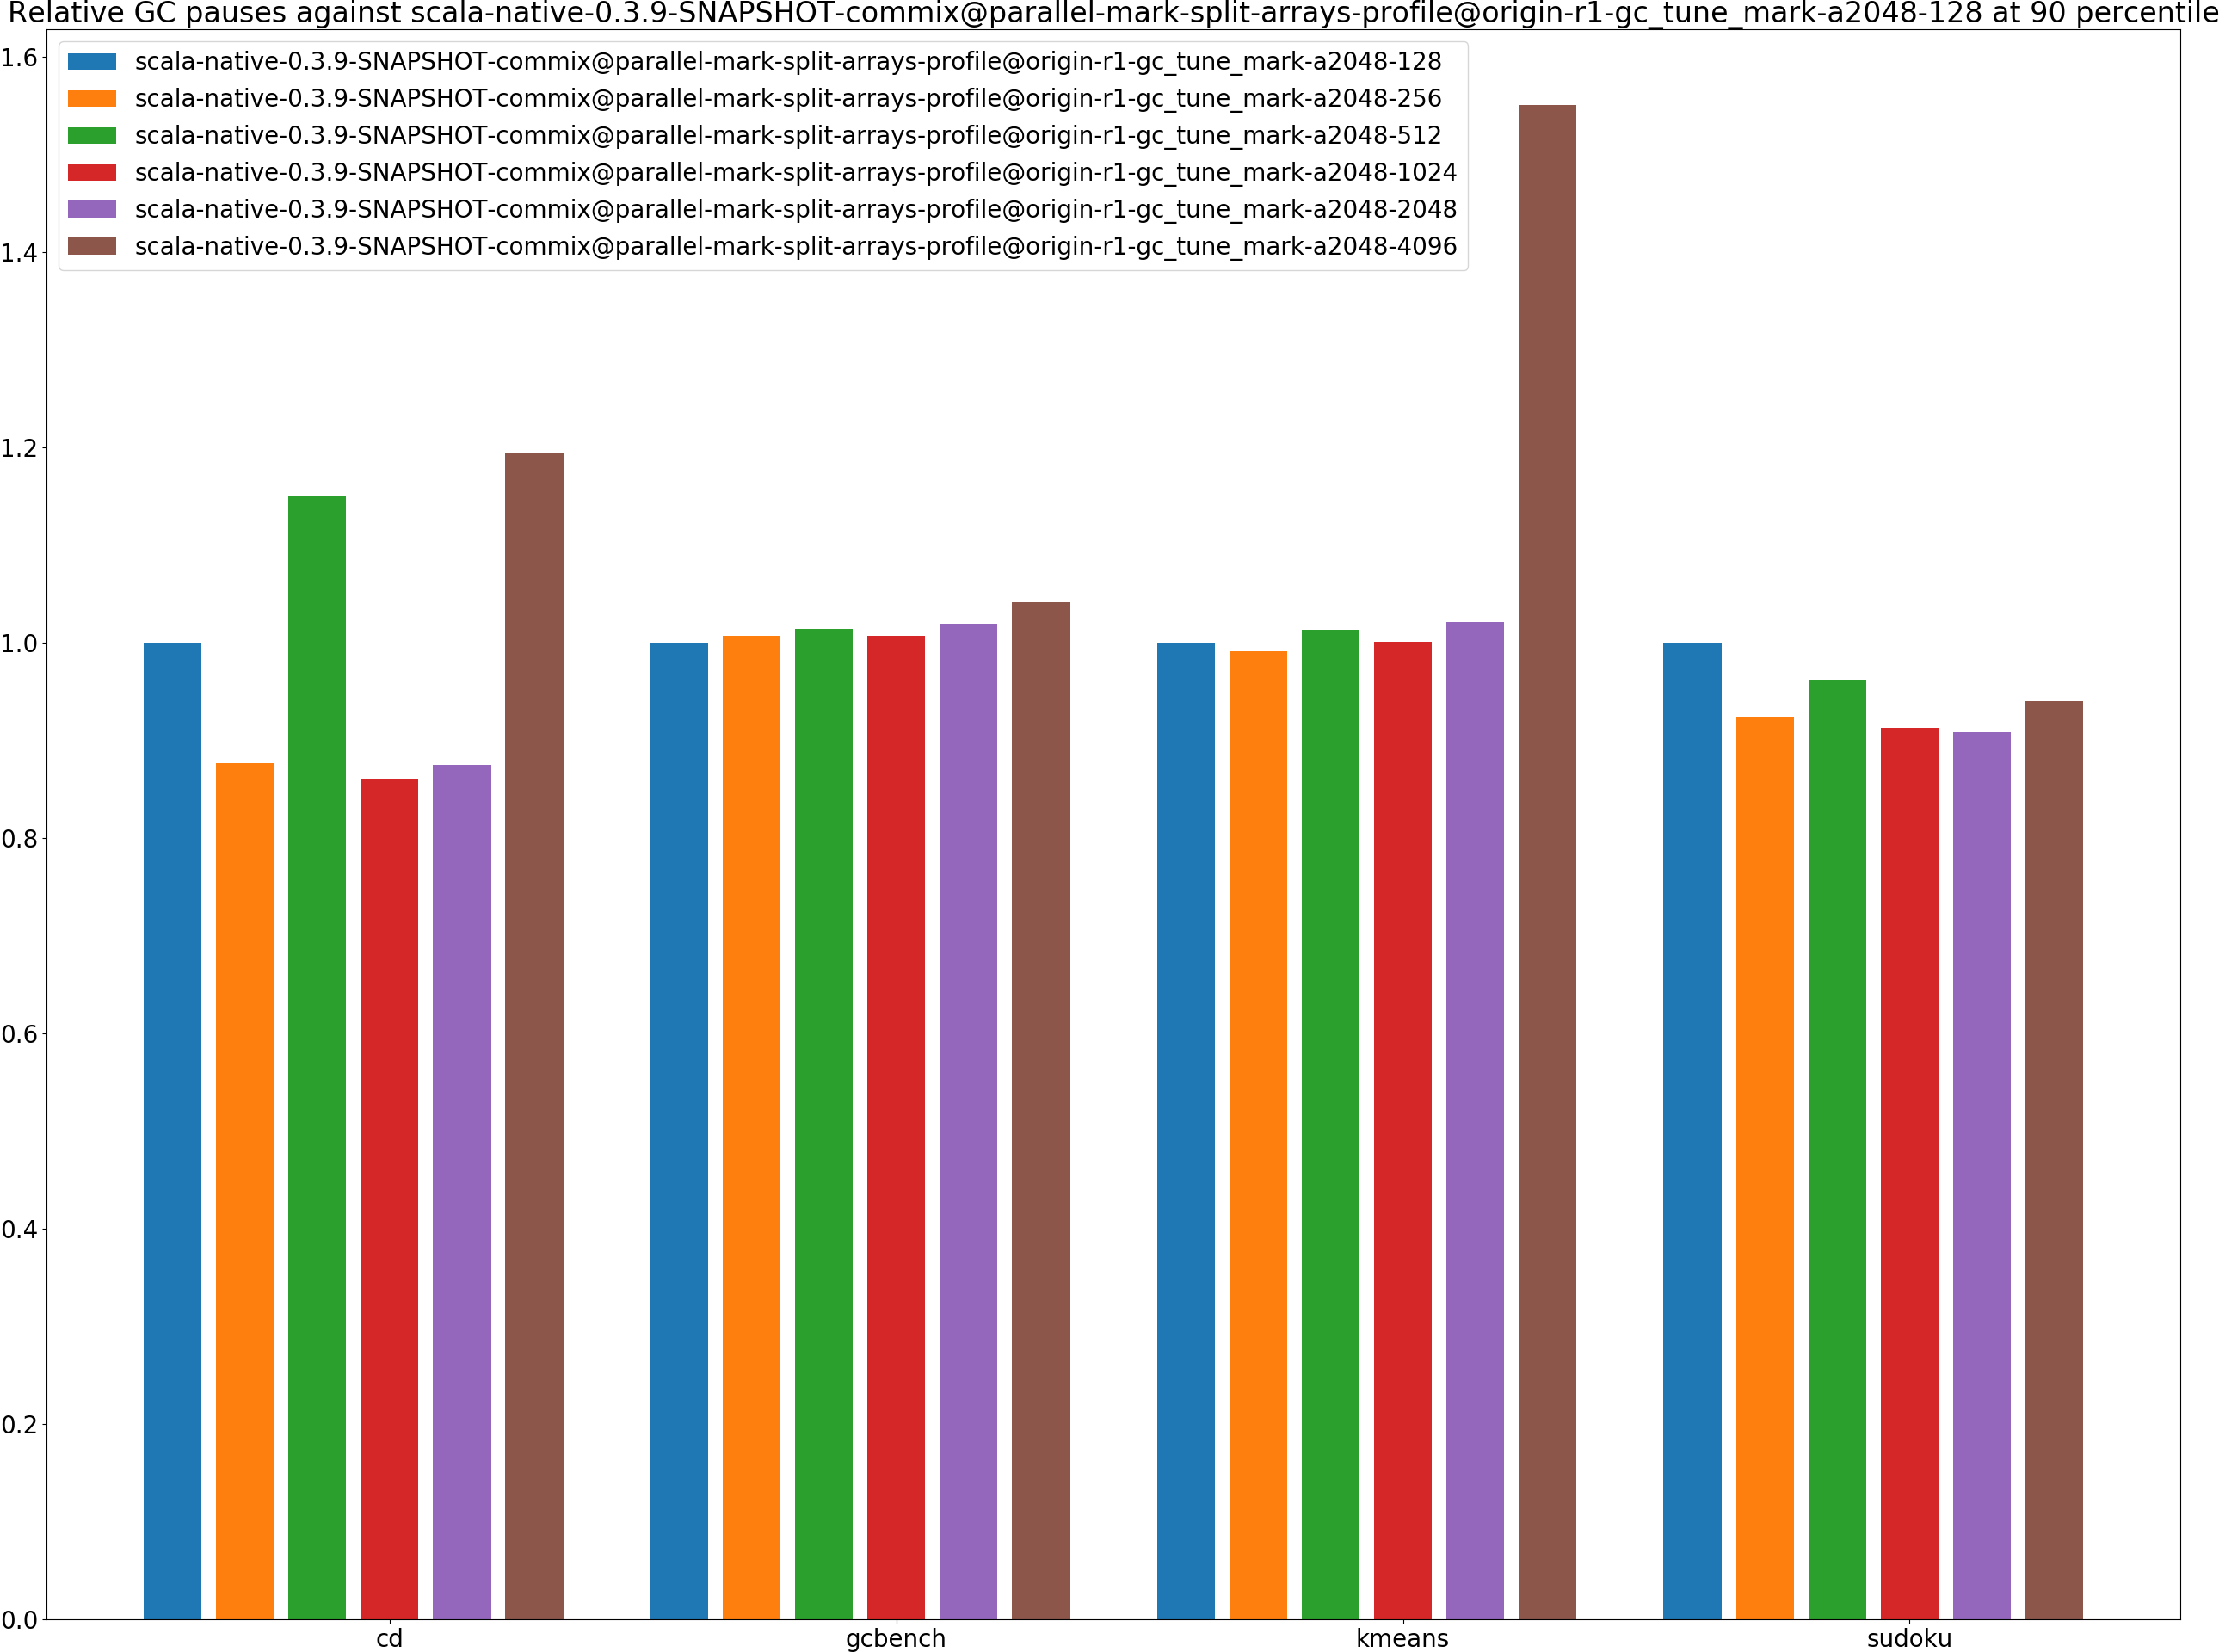 Relative GC pauses against scala-native-0.3.9-SNAPSHOT-commix@parallel-mark-split-arrays-profile@origin-r1-gc_tune_mark-a2048-128 at 90 percentile
1.6
1.4
1.2
1.0
0.8
0.6
0.4
0.2
0.0
scala-native-0.3.9-SNAPSHOT-commix@parallel-mark-split-arrays-profile@origin-r1-gc_tune_mark-a2048-128
scala-native-0.3.9-SNAPSHOT-commix@parallel-mark-split-arrays-profile@origin-r1-gc_tune_mark-a2048-256
scala-native-0.3.9-SNAPSHOT-commix@parallel-mark-split-arrays-profile@origin-r1-gc_tune_mark-a2048-512
scala-native-0.3.9-SNAPSHOT-commix@parallel-mark-split-arrays-profile@origin-r1-gc_tune_mark-a2048-1024
scala-native-0.3.9-SNAPSHOT-commix@parallel-mark-split-arrays-profile@origin-r1-gc_tune_mark-a2048-2048
scala-native-0.3.9-SNAPSHOT-commix@parallel-mark-split-arrays-profile@origin-r1-gc_tune_mark-a2048-4096
cd gcbench kmeans sudoku